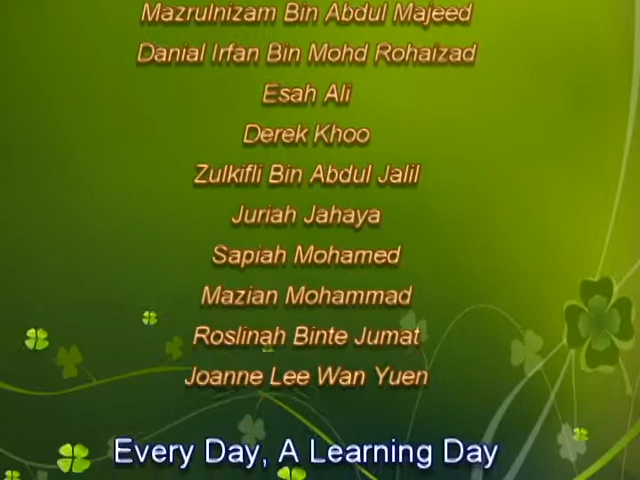 Mazrulnizam Bin Abdul Majeed
Danial Irfan Bin Mohd Rohaizad
Esah Ali
Derek Khoo
Zulkifli Bin Abdul Jalil
Juriah Jahaya
Sapiah Mohamed
Mazian Mohammad
Roslinah Binte Jumat
Joanne Lee Wan Yuen
Every Day, A Learning Day